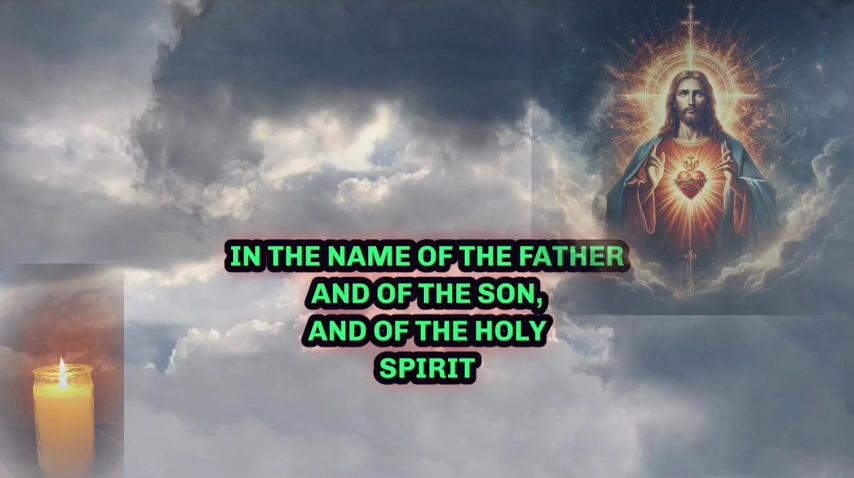 IN THE NAME OF THE FATHER
AND OF THE SON,
AND OF THE HOLY
SPIRIT